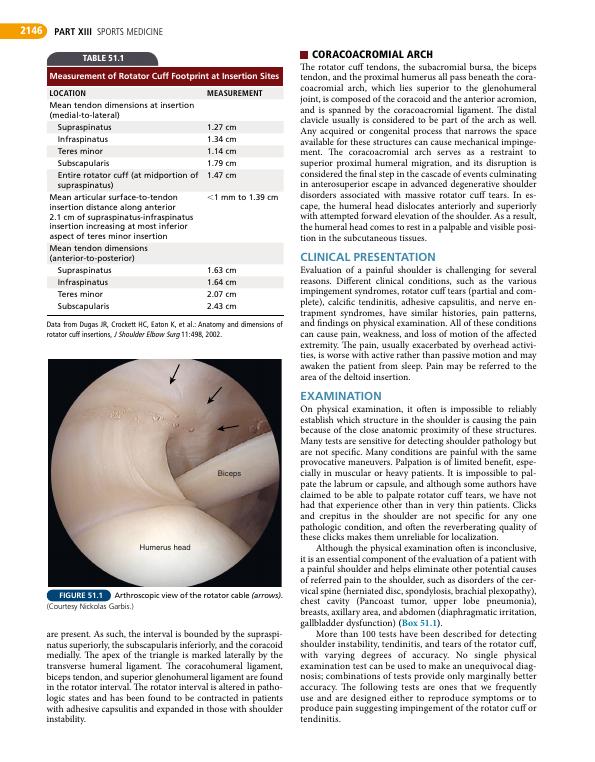 2146 PART XIII SPORTS MEDICINE
TABLE 51.1
Measurement of Rotator Cuff Footprint at Insertion Sites
LOCATION MEASUREMENT
Mean tendon dimensions at insertion
(medial-to-lateral)
Supraspinatus 1.27 cm
Infraspinatus 1.34 cm
Teres minor 1.14 cm
Subscapularis 1.79 cm
Entire rotator cuff (at midportion of 1.47 cm
supraspinatus)
Mean articular surface-to-tendon <1 mm to 1.39 cm
insertion distance along anterior
2.1 cm of supraspinatus-infraspinatus
insertion increasing at most inferior
aspect of teres minor insertion
Mean tendon dimensions
(anterior-to-posterior)
Supraspinatus 1.63 cm
Infraspinatus 1.64 cm
Teres minor 2.07 cm
Subscapularis 2.43 cm
Data from Dugas JR, Crockett HC, Eaton K, et al.: Anatomy and dimensions of
rotator cuff insertions, J Shoulder Elbow Surg 11:498, 2002.
Biceps
Humerus head
FIGURE 51.1 Arthroscopic view of the rotator cable (arrows).
(Courtesy Nickolas Garbis.)
are present. As such, the interval is bounded by the supraspi-
natus superiorly, the subscapularis inferiorly, and the coracoid
medially. The apex of the triangle is marked laterally by the
transverse humeral ligament. The coracohumeral ligament,
biceps tendon, and superior glenohumeral ligament are found
in the rotator interval. The rotator interval is altered in patho-
logic states and has been found to be contracted in patients
with adhesive capsulitis and expanded in those with shoulder
instability.
CORACOACROMIAL ARCH
The rotator cuff tendons, the subacromial bursa, the biceps
tendon, and the proximal humerus all pass beneath the cora-
coacromial arch, which lies superior to the glenohumeral
joint, is composed of the coracoid and the anterior acromion,
and is spanned by the coracoacromial ligament. The distal
clavicle usually is considered to be part of the arch as well.
Any acquired or congenital process that narrows the space
available for these structures can cause mechanical impinge-
ment. The coracoacromial arch serves as a restraint to
superior proximal humeral migration, and its disruption is
considered the final step in the cascade of events culminating
in anterosuperior escape in advanced degenerative shoulder
disorders associated with massive rotator cuff tears. In es-
cape, the humeral head dislocates anteriorly and superiorly
with attempted forward elevation of the shoulder. As a result,
the humeral head comes to rest in a palpable and visible posi-
tion in the subcutaneous tissues.
CLINICAL PRESENTATION
Evaluation of a painful shoulder is challenging for several
reasons. Different clinical conditions, such as the various
impingement syndromes, rotator cuff tears (partial and com-
plete), calcific tendinitis, adhesive capsulitis, and nerve en-
trapment syndromes, have similar histories, pain patterns,
and findings on physical examination. All of these conditions
can cause pain, weakness, and loss of motion of the affected
extremity. The pain, usually exacerbated by overhead activi-
ties, is worse with active rather than passive motion and may
awaken the patient from sleep. Pain may be referred to the
area of the deltoid insertion.
EXAMINATION
On physical examination, it often is impossible to reliably
establish which structure in the shoulder is causing the pain
because of the close anatomic proximity of these structures.
Many tests are sensitive for detecting shoulder pathology but
are not specific. Many conditions are painful with the same
provocative maneuvers. Palpation is of limited benefit, espe-
cially in muscular or heavy patients. It is impossible to pal-
pate the labrum or capsule, and although some authors have
claimed to be able to palpate rotator cuff tears, we have not
had that experience other than in very thin patients. Clicks
and crepitus in the shoulder are not specific for any one
pathologic condition, and often the reverberating quality of
these clicks makes them unreliable for localization.
Although the physical examination often is inconclusive,
it is an essential component of the evaluation of a patient with
a painful shoulder and helps eliminate other potential causes
of referred pain to the shoulder, such as disorders of the cer-
vical spine (herniated disc, spondylosis, brachial plexopathy),
chest cavity (Pancoast tumor, upper lobe pneumonia),
breasts, axillary area, and abdomen (diaphragmatic irritation,
gallbladder dysfunction) (Box 51.1).
More than 100 tests have been described for detecting
shoulder instability, tendinitis, and tears of the rotator cuff,
with varying degrees of accuracy. No single physical
examination test can be used to make an unequivocal diag-
nosis; combinations of tests provide only marginally better
accuracy. The following tests are ones that we frequently
use and are designed either to reproduce symptoms or to
produce pain suggesting impingement of the rotator cuff or
tendinitis.